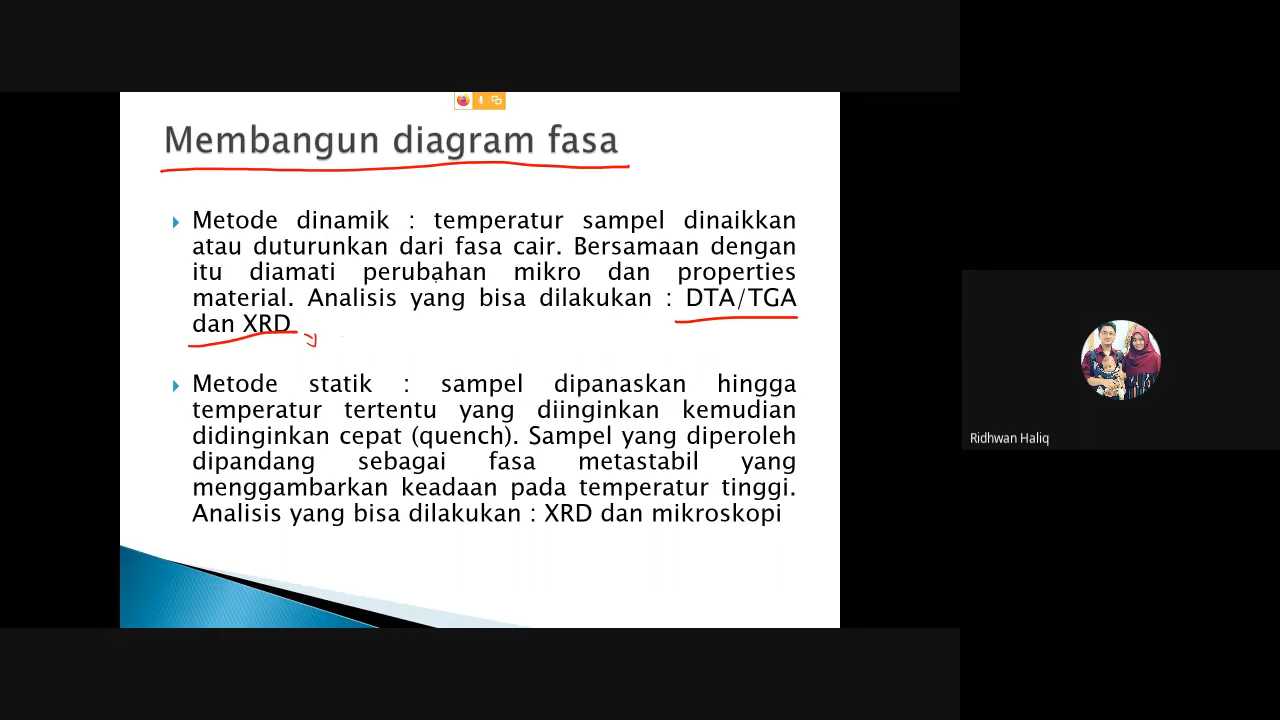 Membangun diagram fasa
Metode dinamik : temperatur sampel dinaikkan
atau duturunkan dari fasa cair. Bersamaan dengan
itu diamati perubahan mikro dan properties
material. Analisis yang bisa dilakukan : DTA/TGA
dan XRD
Metode statik : sampel dipanaskan hingga
temperatur tertentu yang diinginkan kemudian
didinginkan cepat (quench). Sampel yang diperoleh
dipandang sebagai fasa metastabil yang
menggambarkan keadaan pada temperatur tinggi.
Analisis yang bisa dilakukan : XRD dan mikroskopi
Ridhwan Haliq